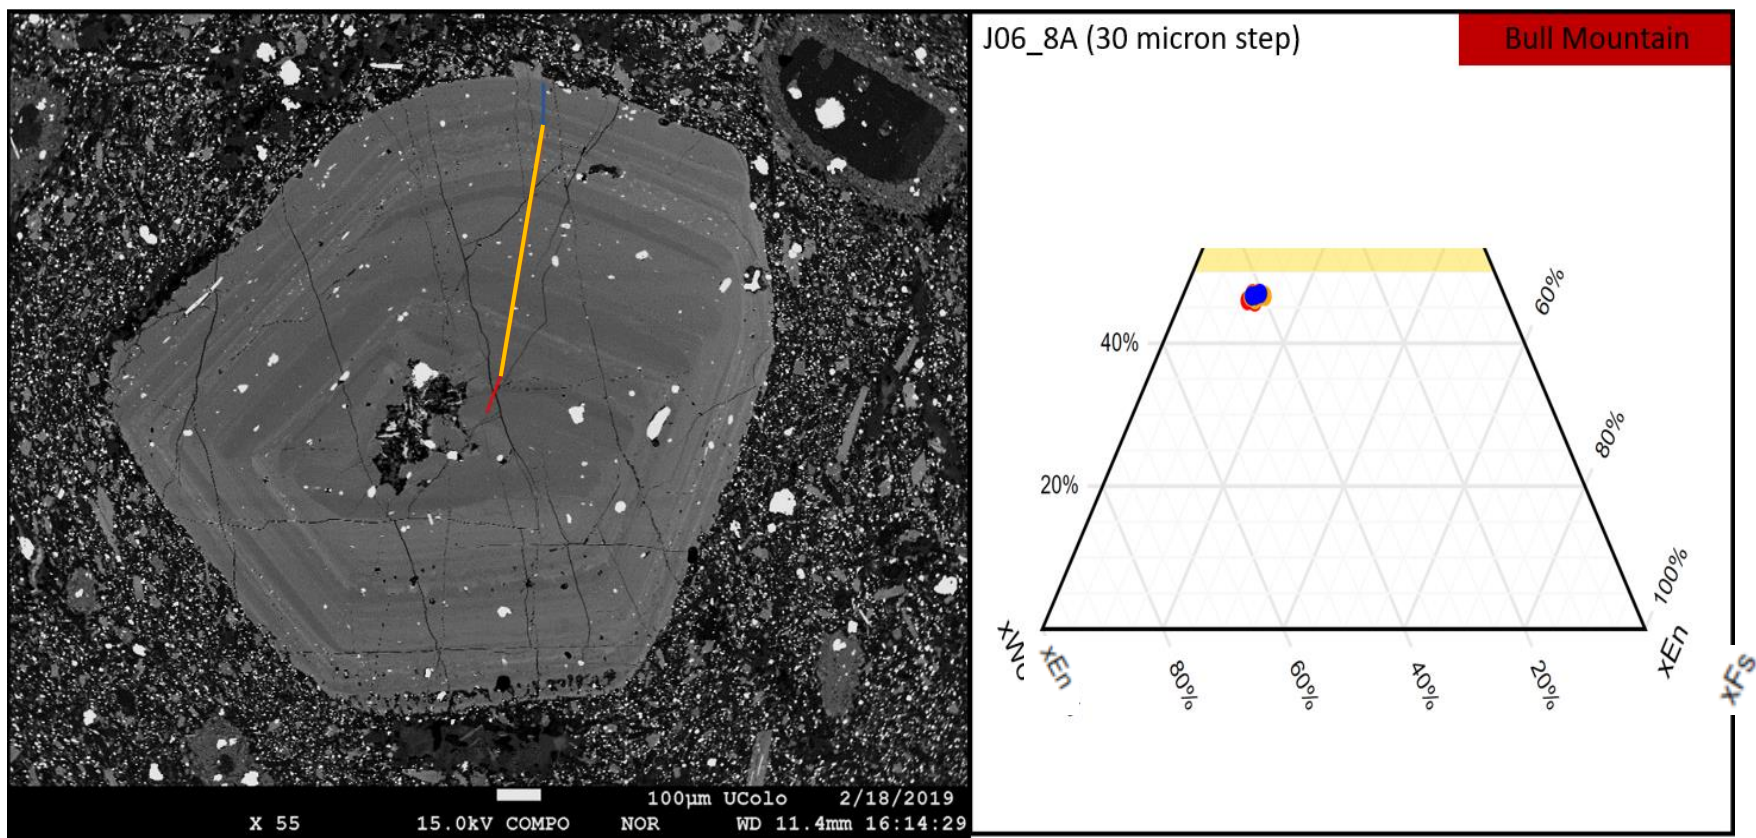 J06_8A (30 micron step)
Bull Mountain
60%
40%
80%
20%
100%
xEn
xEn
xFs
80%
60%
40%
20%
100µm UColo 2/18/2019
X 55 15.0kV COMPO NOR WD 11.4mm 16:14:29